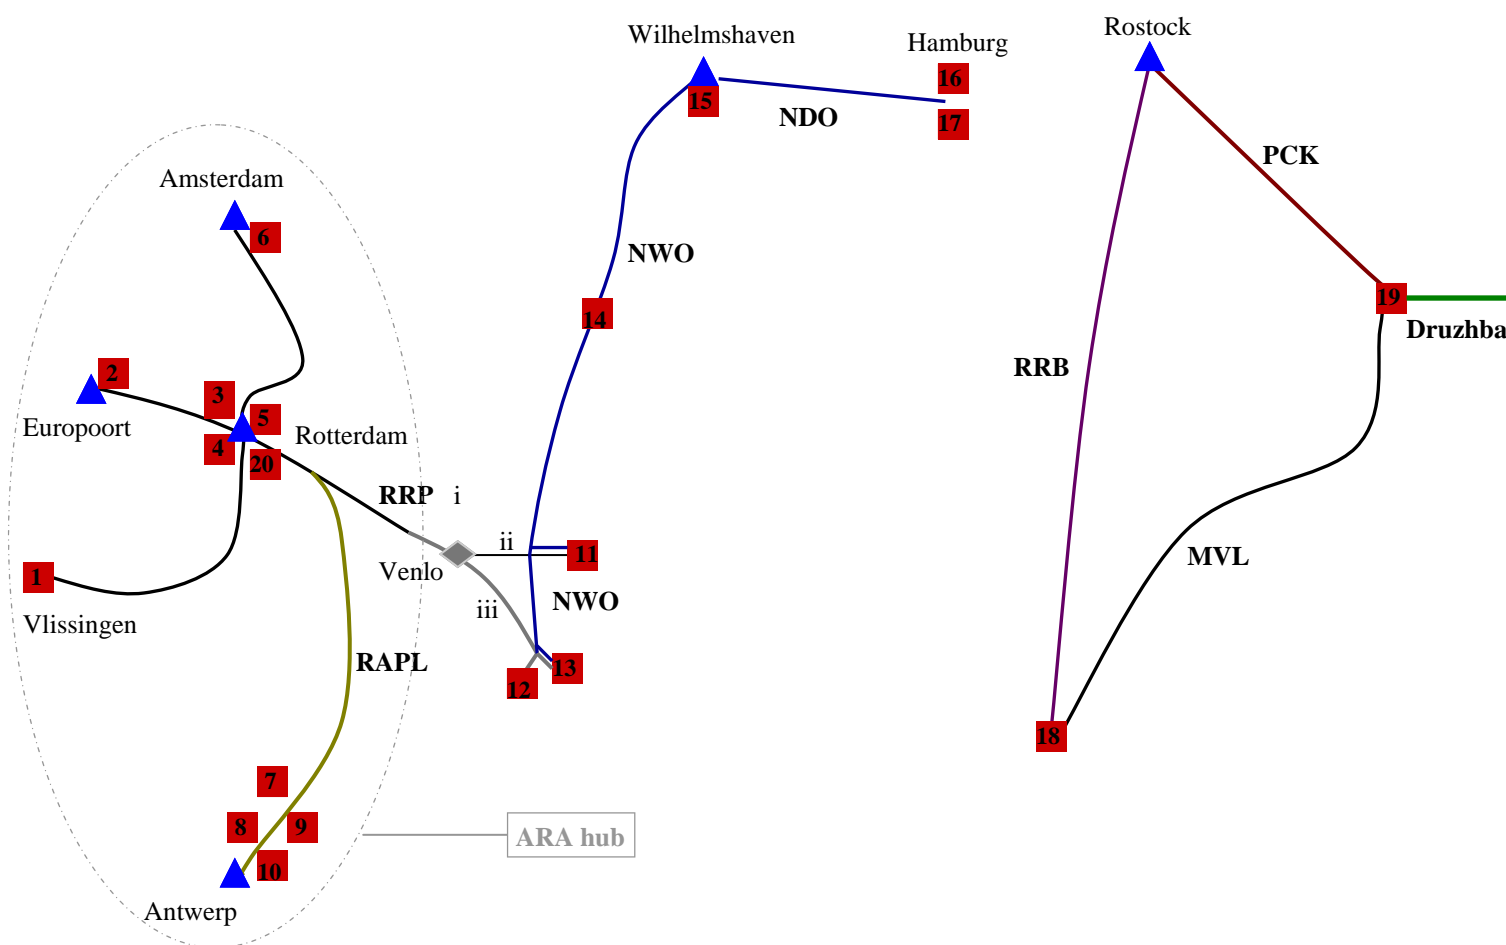 Rostock
Wilhelmshaven
Hamburg
16
15
NDO
17
PCK
Amsterdam
6
NWO
19
Druzhba
14
RRB
2
3
5
Europoort
4
20
Rotterdam
RRP i
ii
11
Venlo
MVL
1
iii
NWO
Vlissingen
RAPL
13
12
18
7
8
9
ARA hub
10
Antwerp